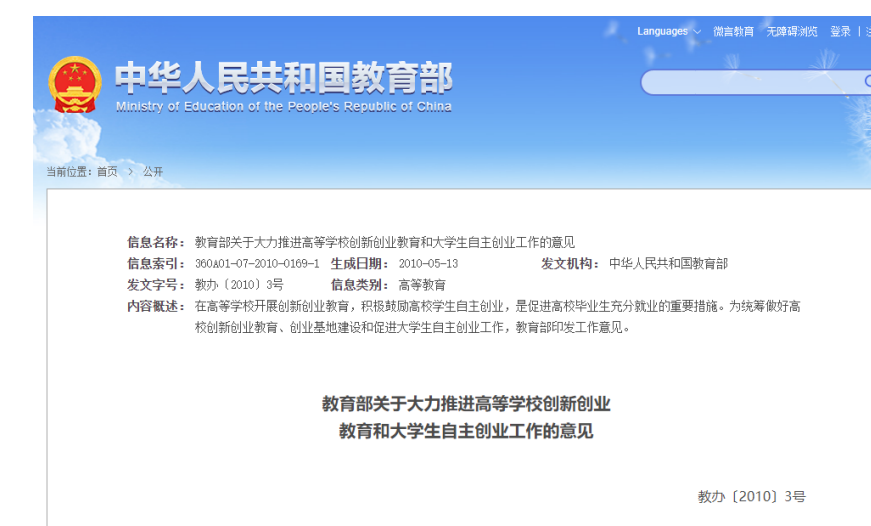 Languages 微言教育 无障碍浏览 登录 |
中华人民共和国教育部
Ministry of Education of the People's Republic of China
当前位置：首页 > 公开
信息名称： 教育部关于大力推进高等学校创新创业教育和大学生自主创业工作的意见
信息索引： 360A01-07-2010-0169-1 生成日期： 2010-05-13 发文机构： 中华人民共和国教育部
发文字号： 教办〔2010〕3号 信息类别： 高等教育
内容概述： 在高等学校开展创新创业教育，积极鼓励高校学生自主创业，是促进高校毕业生充分就业的重要措施。为统筹做好高
校创新创业教育、创业基地建设和促进大学生自主创业工作，教育部印发工作意见。
教育部关于大力推进高等学校创新创业
教育和大学生自主创业工作的意见
教办〔2010〕3号